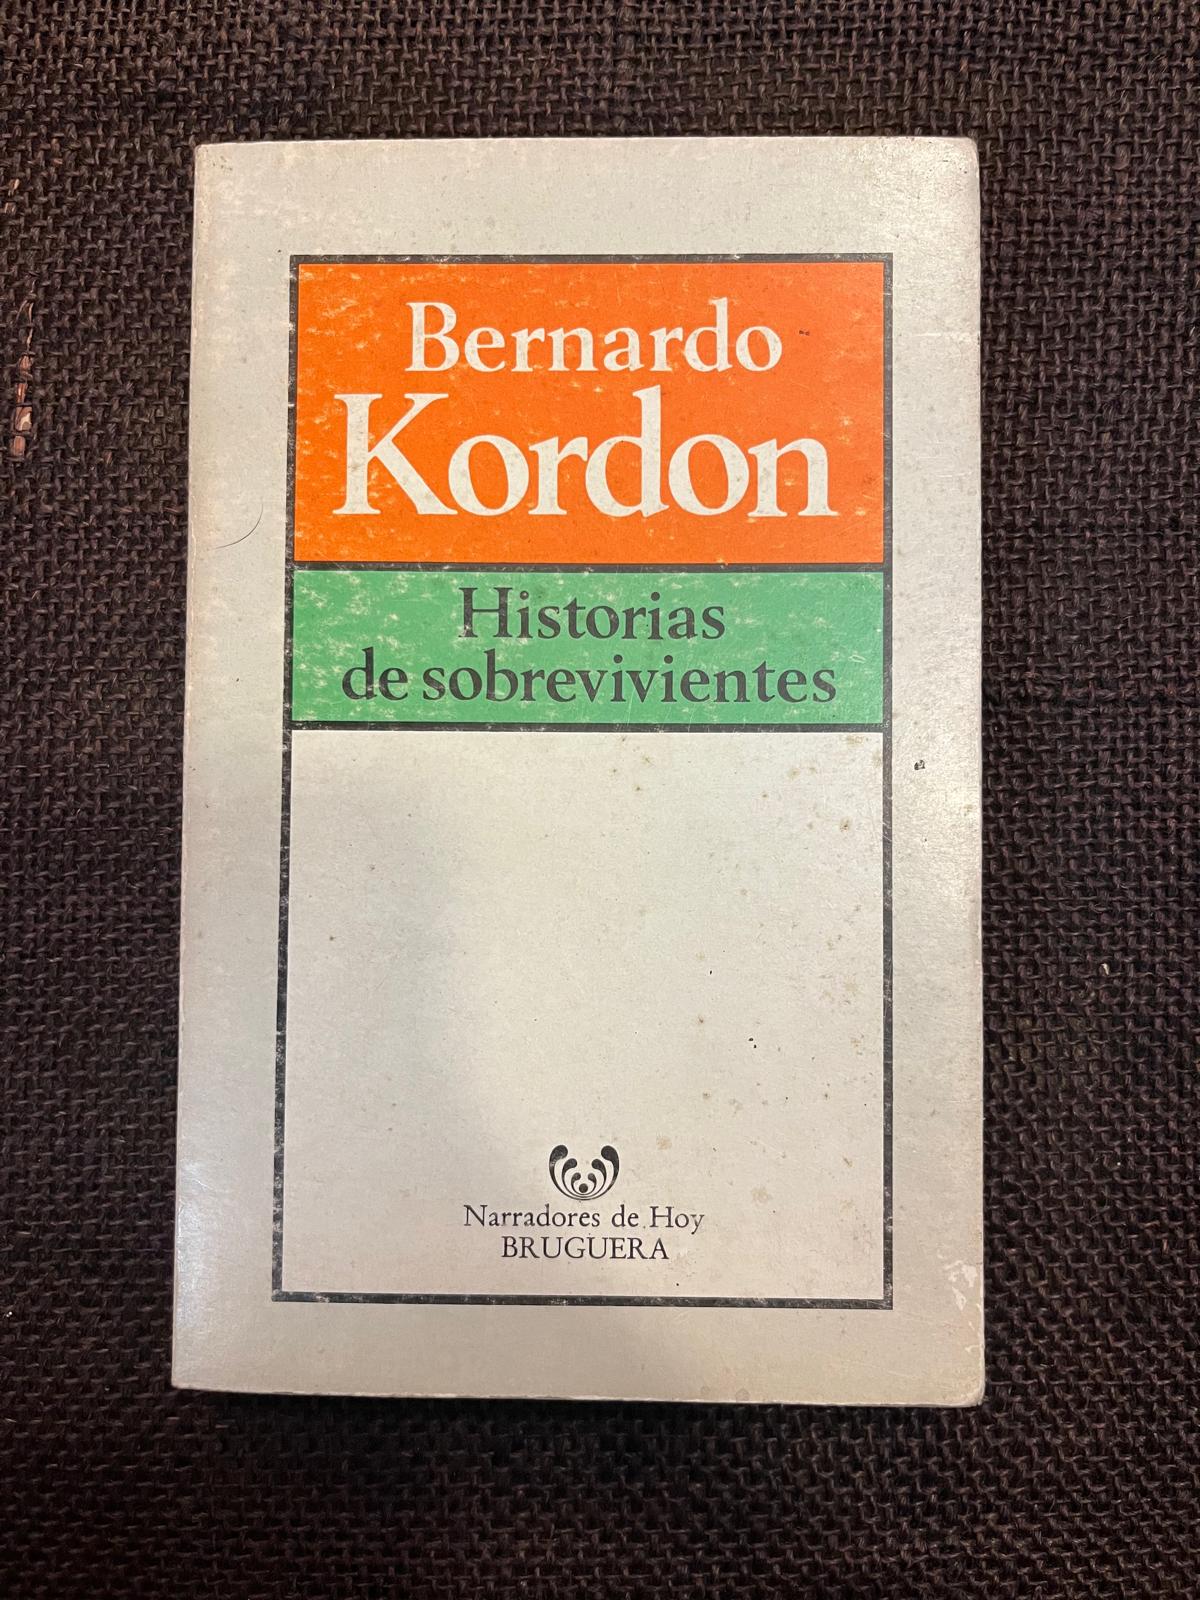 Bernardo
Kordon
Historias
de sobrevivientes
Narradores de Hoy
BRUGUERA